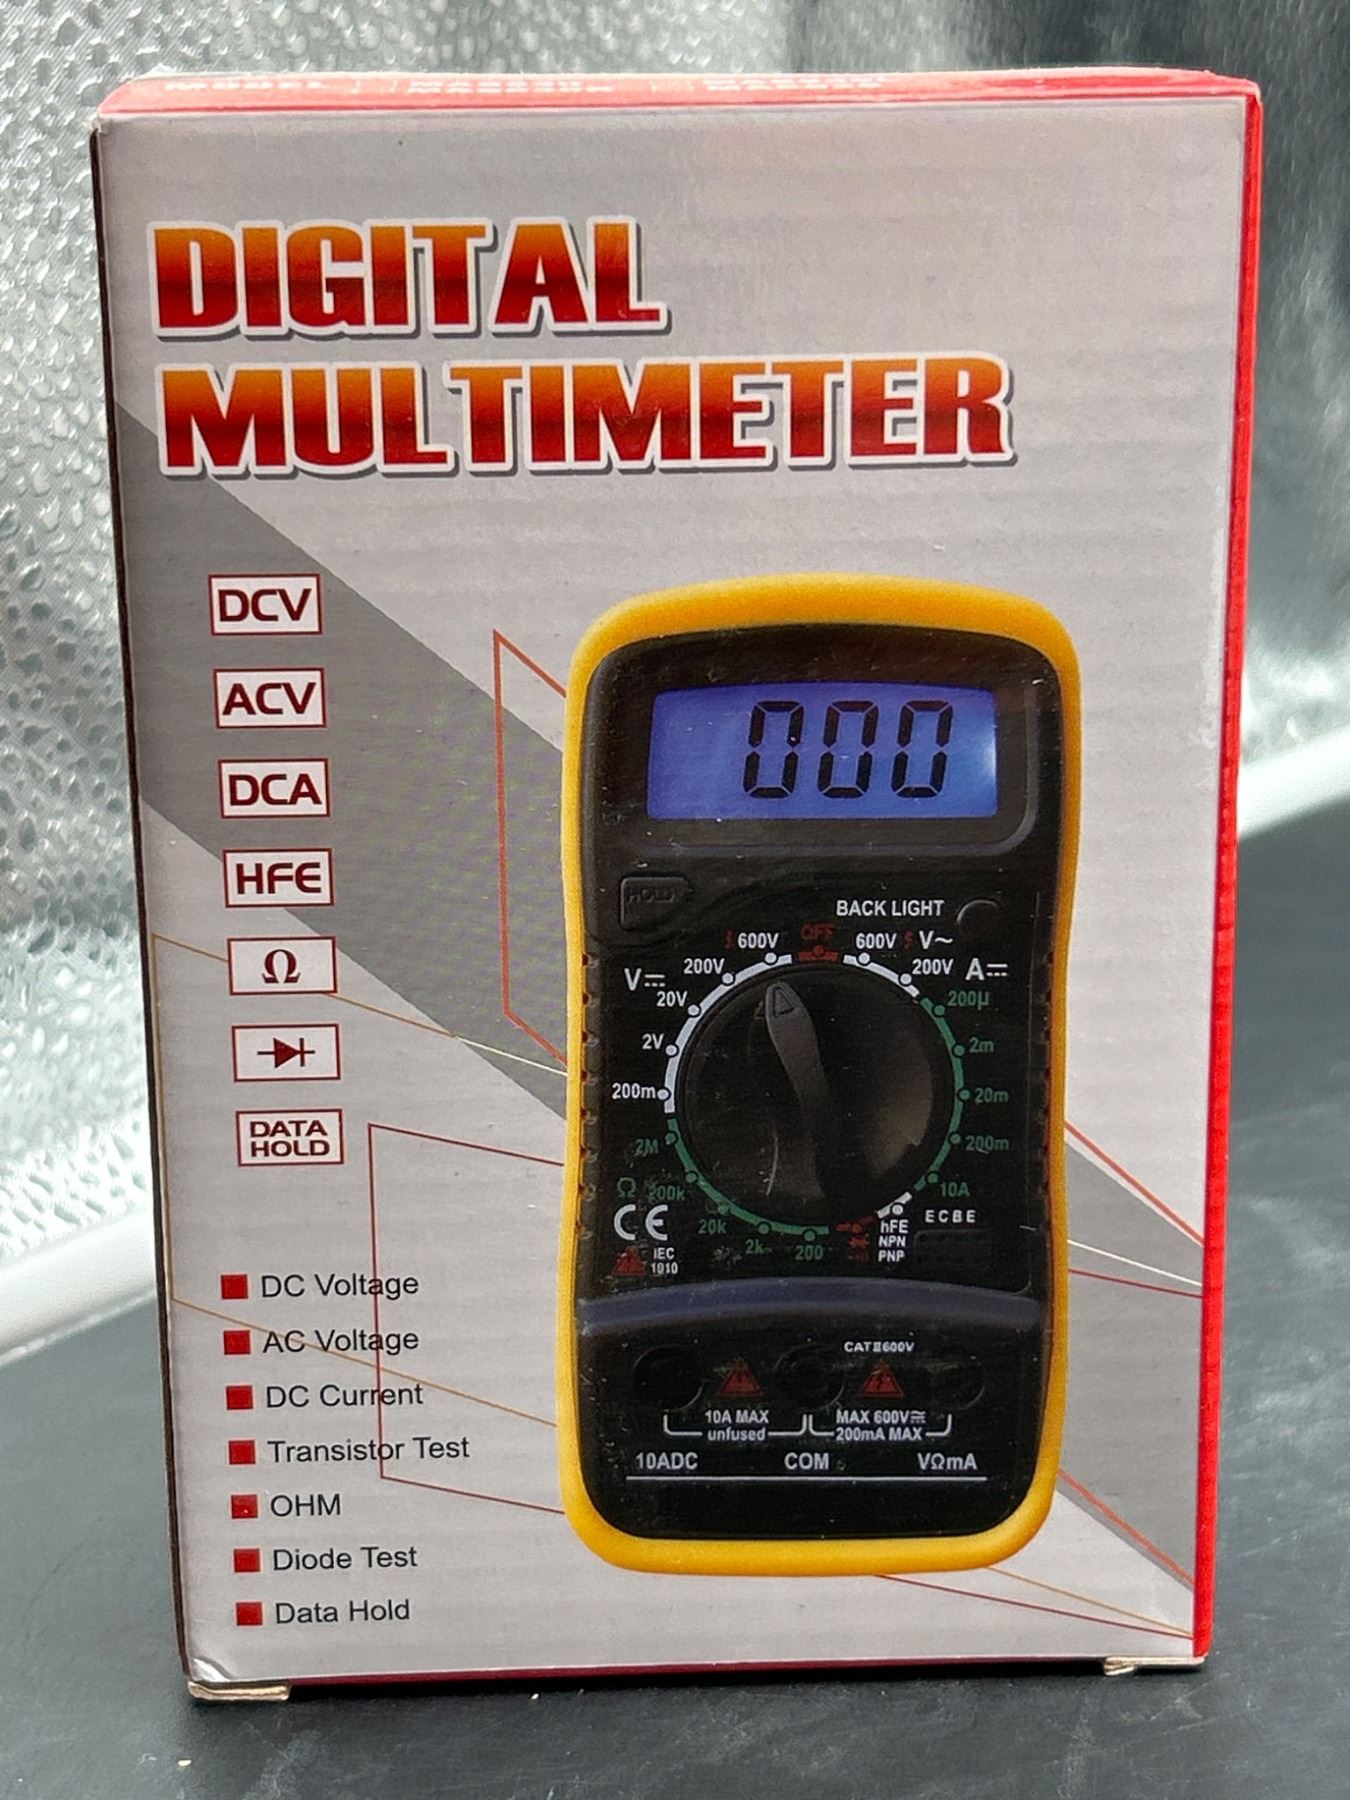 MODEL
DIGITAL
MULTIMETER
DCV
ACV
DCA
HFE
Ω
DATA
HOLD
DC Voltage
AC Voltage
DC Current
Transistor Test
OHM
Diode Test
Data Hold
000
HOLD
BACK LIGHT
600V OFF 600V V~
V⎓ 200V 200V A⎓
20V 200µ
2V 2m
200m 20m
2M 200m
Ω 200k 10A
20k 2k 200
hFE
NPN
PNP
ECBE
CE
IEC
1010
CAT II 600V
10A MAX
unfused
MAX 600V≅
200mA MAX
10ADC COM VΩmA